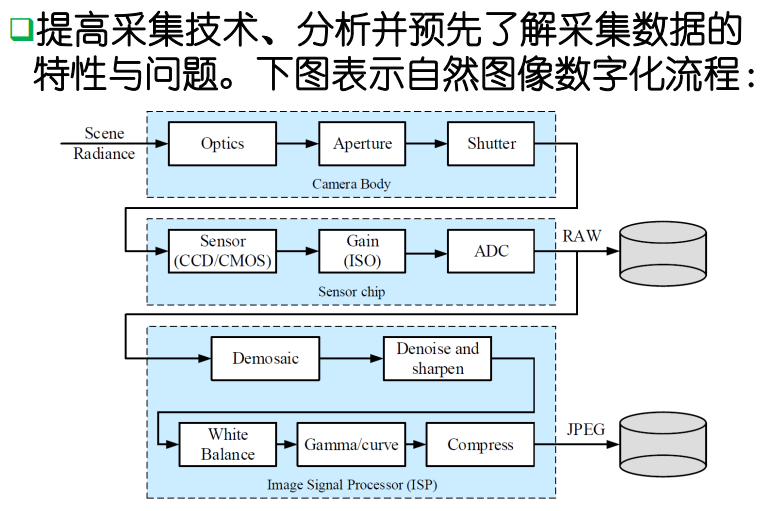 提高采集技术、分析并预先了解采集数据的
特性与问题。下图表示自然图像数字化流程：
Scene
Radiance
Optics
Aperture
Shutter
Camera Body
Sensor
(CCD/CMOS)
Gain
(ISO)
ADC
RAW
Sensor chip
Demosaic
Denoise and
sharpen
White
Balance
Gamma/curve
Compress
JPEG
Image Signal Processor (ISP)